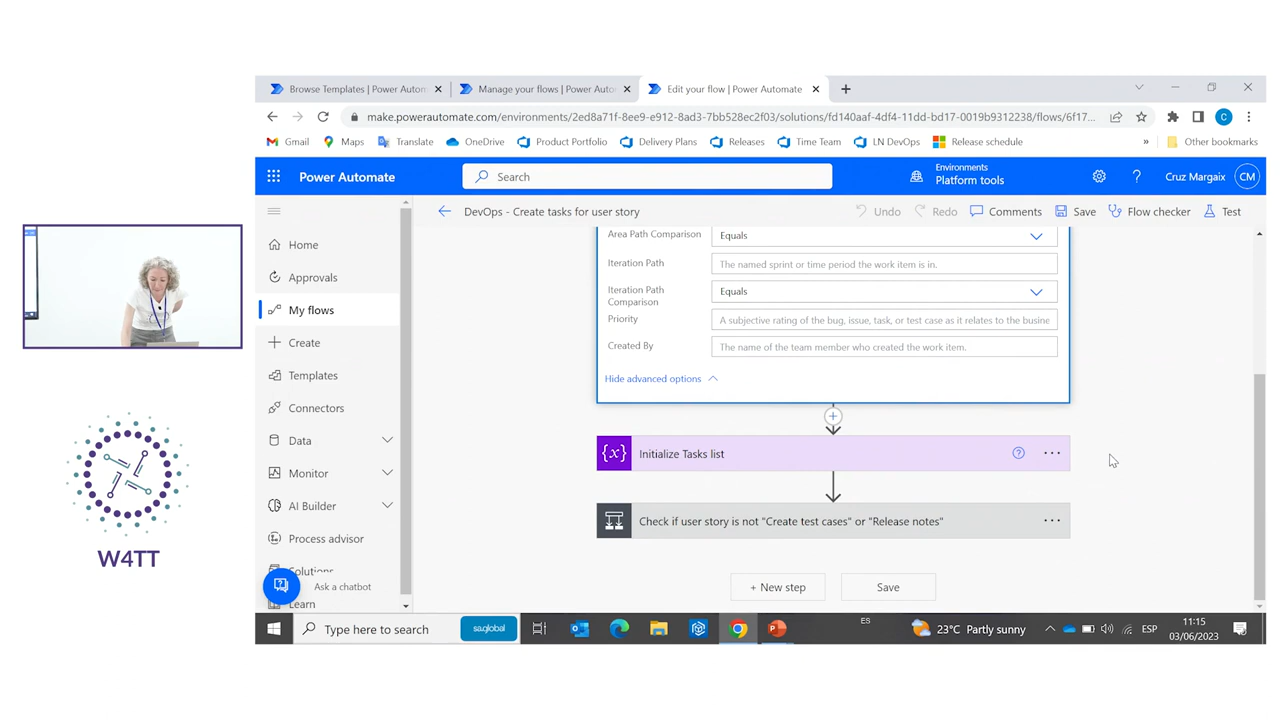 Browse Templates | Power Autom
Manage your flows | Power Auto
Edit your flow | Power Automate
make.powerautomate.com/environments/2ed8a71f-8ee9-e912-8ad3-7bb528ec2f03/solutions/fd140aaf-4df4-11dd-bd17-0019b9312238/flows/6f17...
Gmail
Maps
Translate
OneDrive
Product Portfolio
Delivery Plans
Releases
Time Team
LN DevOps
Release schedule
»
Other bookmarks
Power Automate
Search
Environments
Platform tools
Cruz Margaix
CM
DevOps - Create tasks for user story
Undo
Redo
Comments
Save
Flow checker
Test
Home
Approvals
My flows
Create
Templates
Connectors
Data
Monitor
AI Builder
Process advisor
Solutions
Ask a chatbot
Learn
Area Path Comparison
Equals
Iteration Path
The named sprint or time period the work item is in.
Iteration Path
Comparison
Equals
Priority
A subjective rating of the bug, issue, task, or test case as it relates to the busine
Created By
The name of the team member who created the work item.
Hide advanced options
{x}
Initialize Tasks list
Check if user story is not "Create test cases" or "Release notes"
+ New step
Save
W4TT
Type here to search
sa.global
ES
23°C Partly sunny
ESP
11:15
03/06/2023